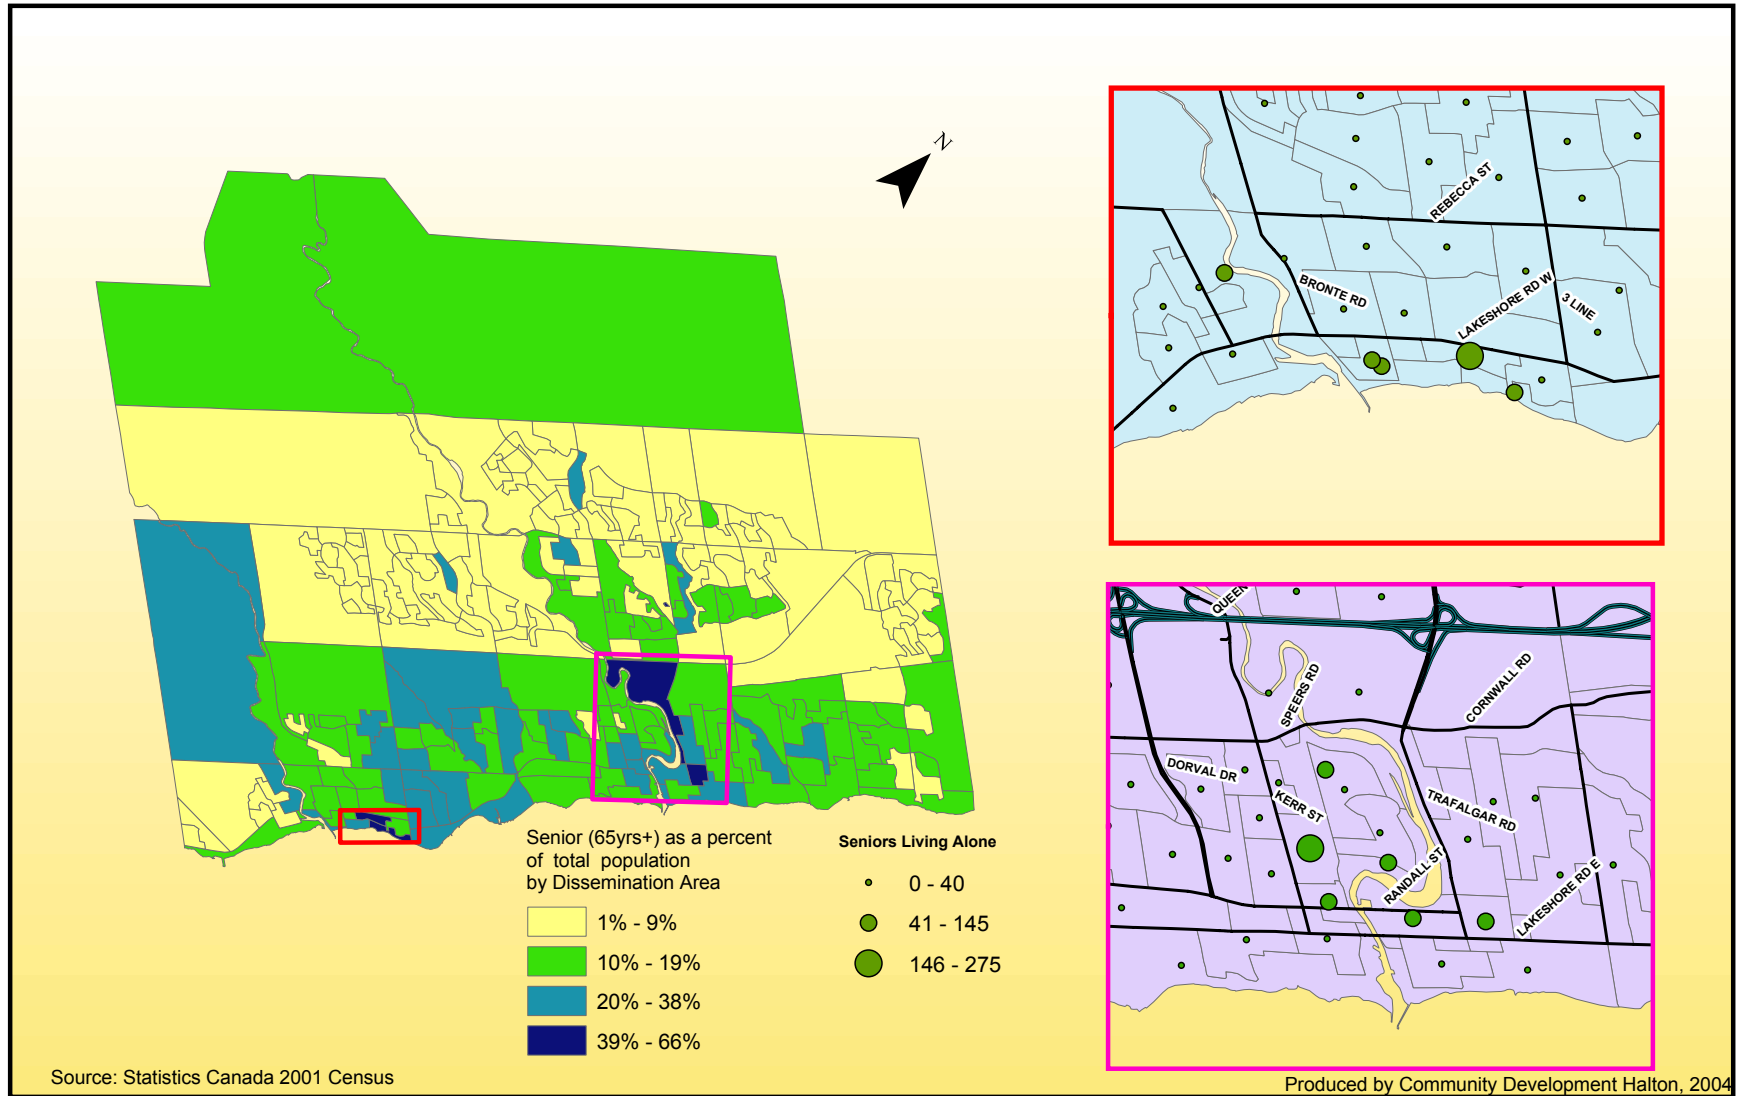 N
REBECCA ST
BRONTE RD
LAKESHORE RD W
3 LINE
QUEEN
SPEERS RD
CORNWALL RD
DORVAL DR
KERR ST
TRAFALGAR RD
RANDALL ST
LAKESHORE RD E
Senior (65yrs+) as a percent
of total population
by Dissemination Area
1% - 9%
10% - 19%
20% - 38%
39% - 66%
Seniors Living Alone
0 - 40
41 - 145
146 - 275
Source: Statistics Canada 2001 Census
Produced by Community Development Halton, 2004